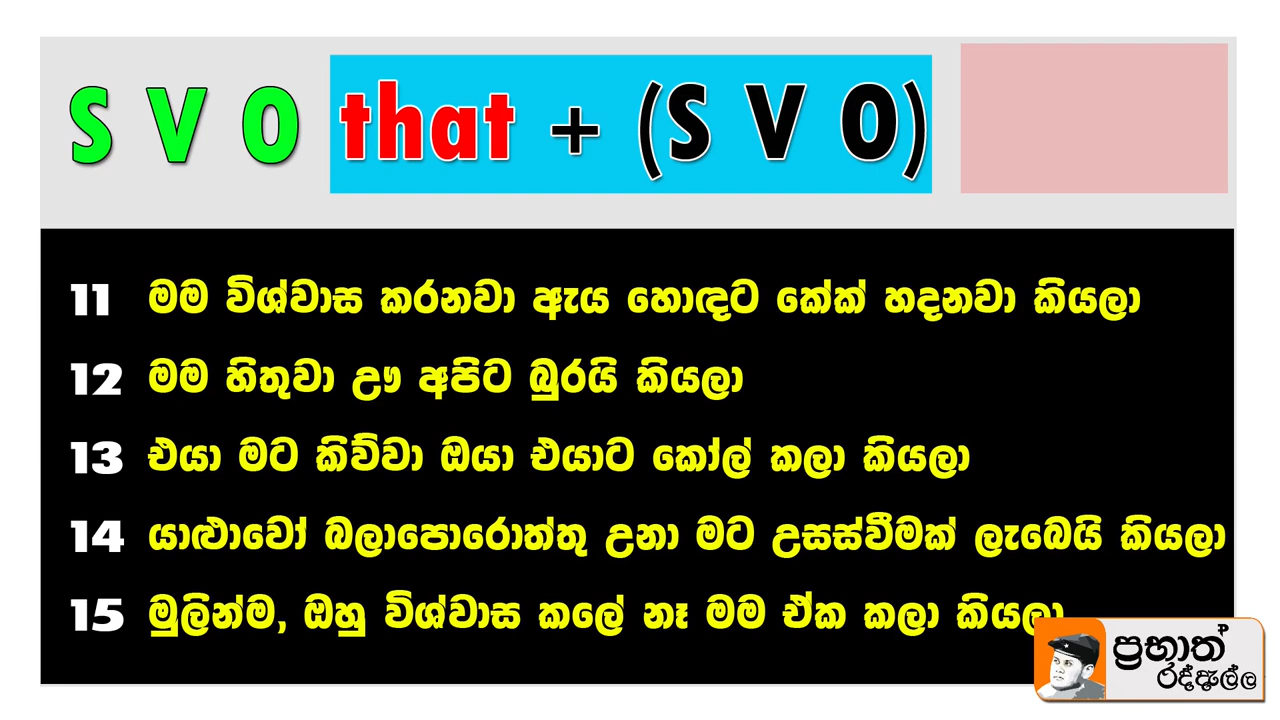 S V O that + (S V O)
11 මම විශ්වාස කරනවා ඇය හොඳට කේක් හදනවා කියලා
12 මම හිතුවා ඌ අපිට බුරයි කියලා
13 එයා මට කිව්වා ඔයා එයාට කෝල් කලා කියලා
14 යාළුාවෝ බලාපොරොත්තු උනා මට උසස්වීමක් ලැබෙයි කියලා
15 මුලින්ම, ඔහු විශ්වාස කලේ නෑ මම ඒක කලා කියලා
ප්‍රභාත්
රද්දැල්ල